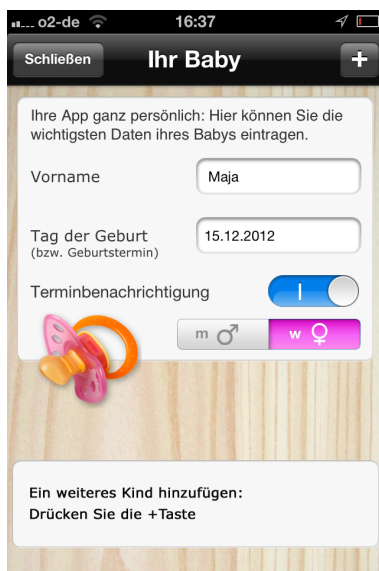 o2-de 16:37
Schließen Ihr Baby +
Ihre App ganz persönlich: Hier können Sie die
wichtigsten Daten ihres Babys eintragen.
Vorname Maja
Tag der Geburt 15.12.2012
(bzw. Geburtstermin)
Terminbenachrichtigung
m ♂ w ♀
Ein weiteres Kind hinzufügen:
Drücken Sie die +Taste